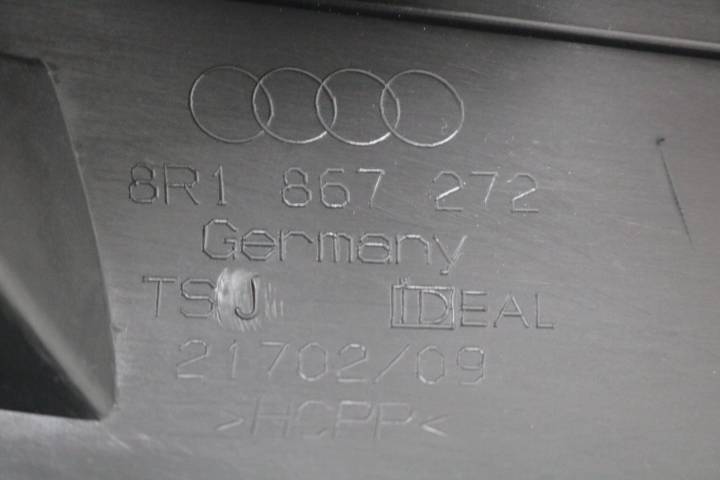 8R1 867 272
Germany
TSJ IDEAL
21702/09
>HCPP<